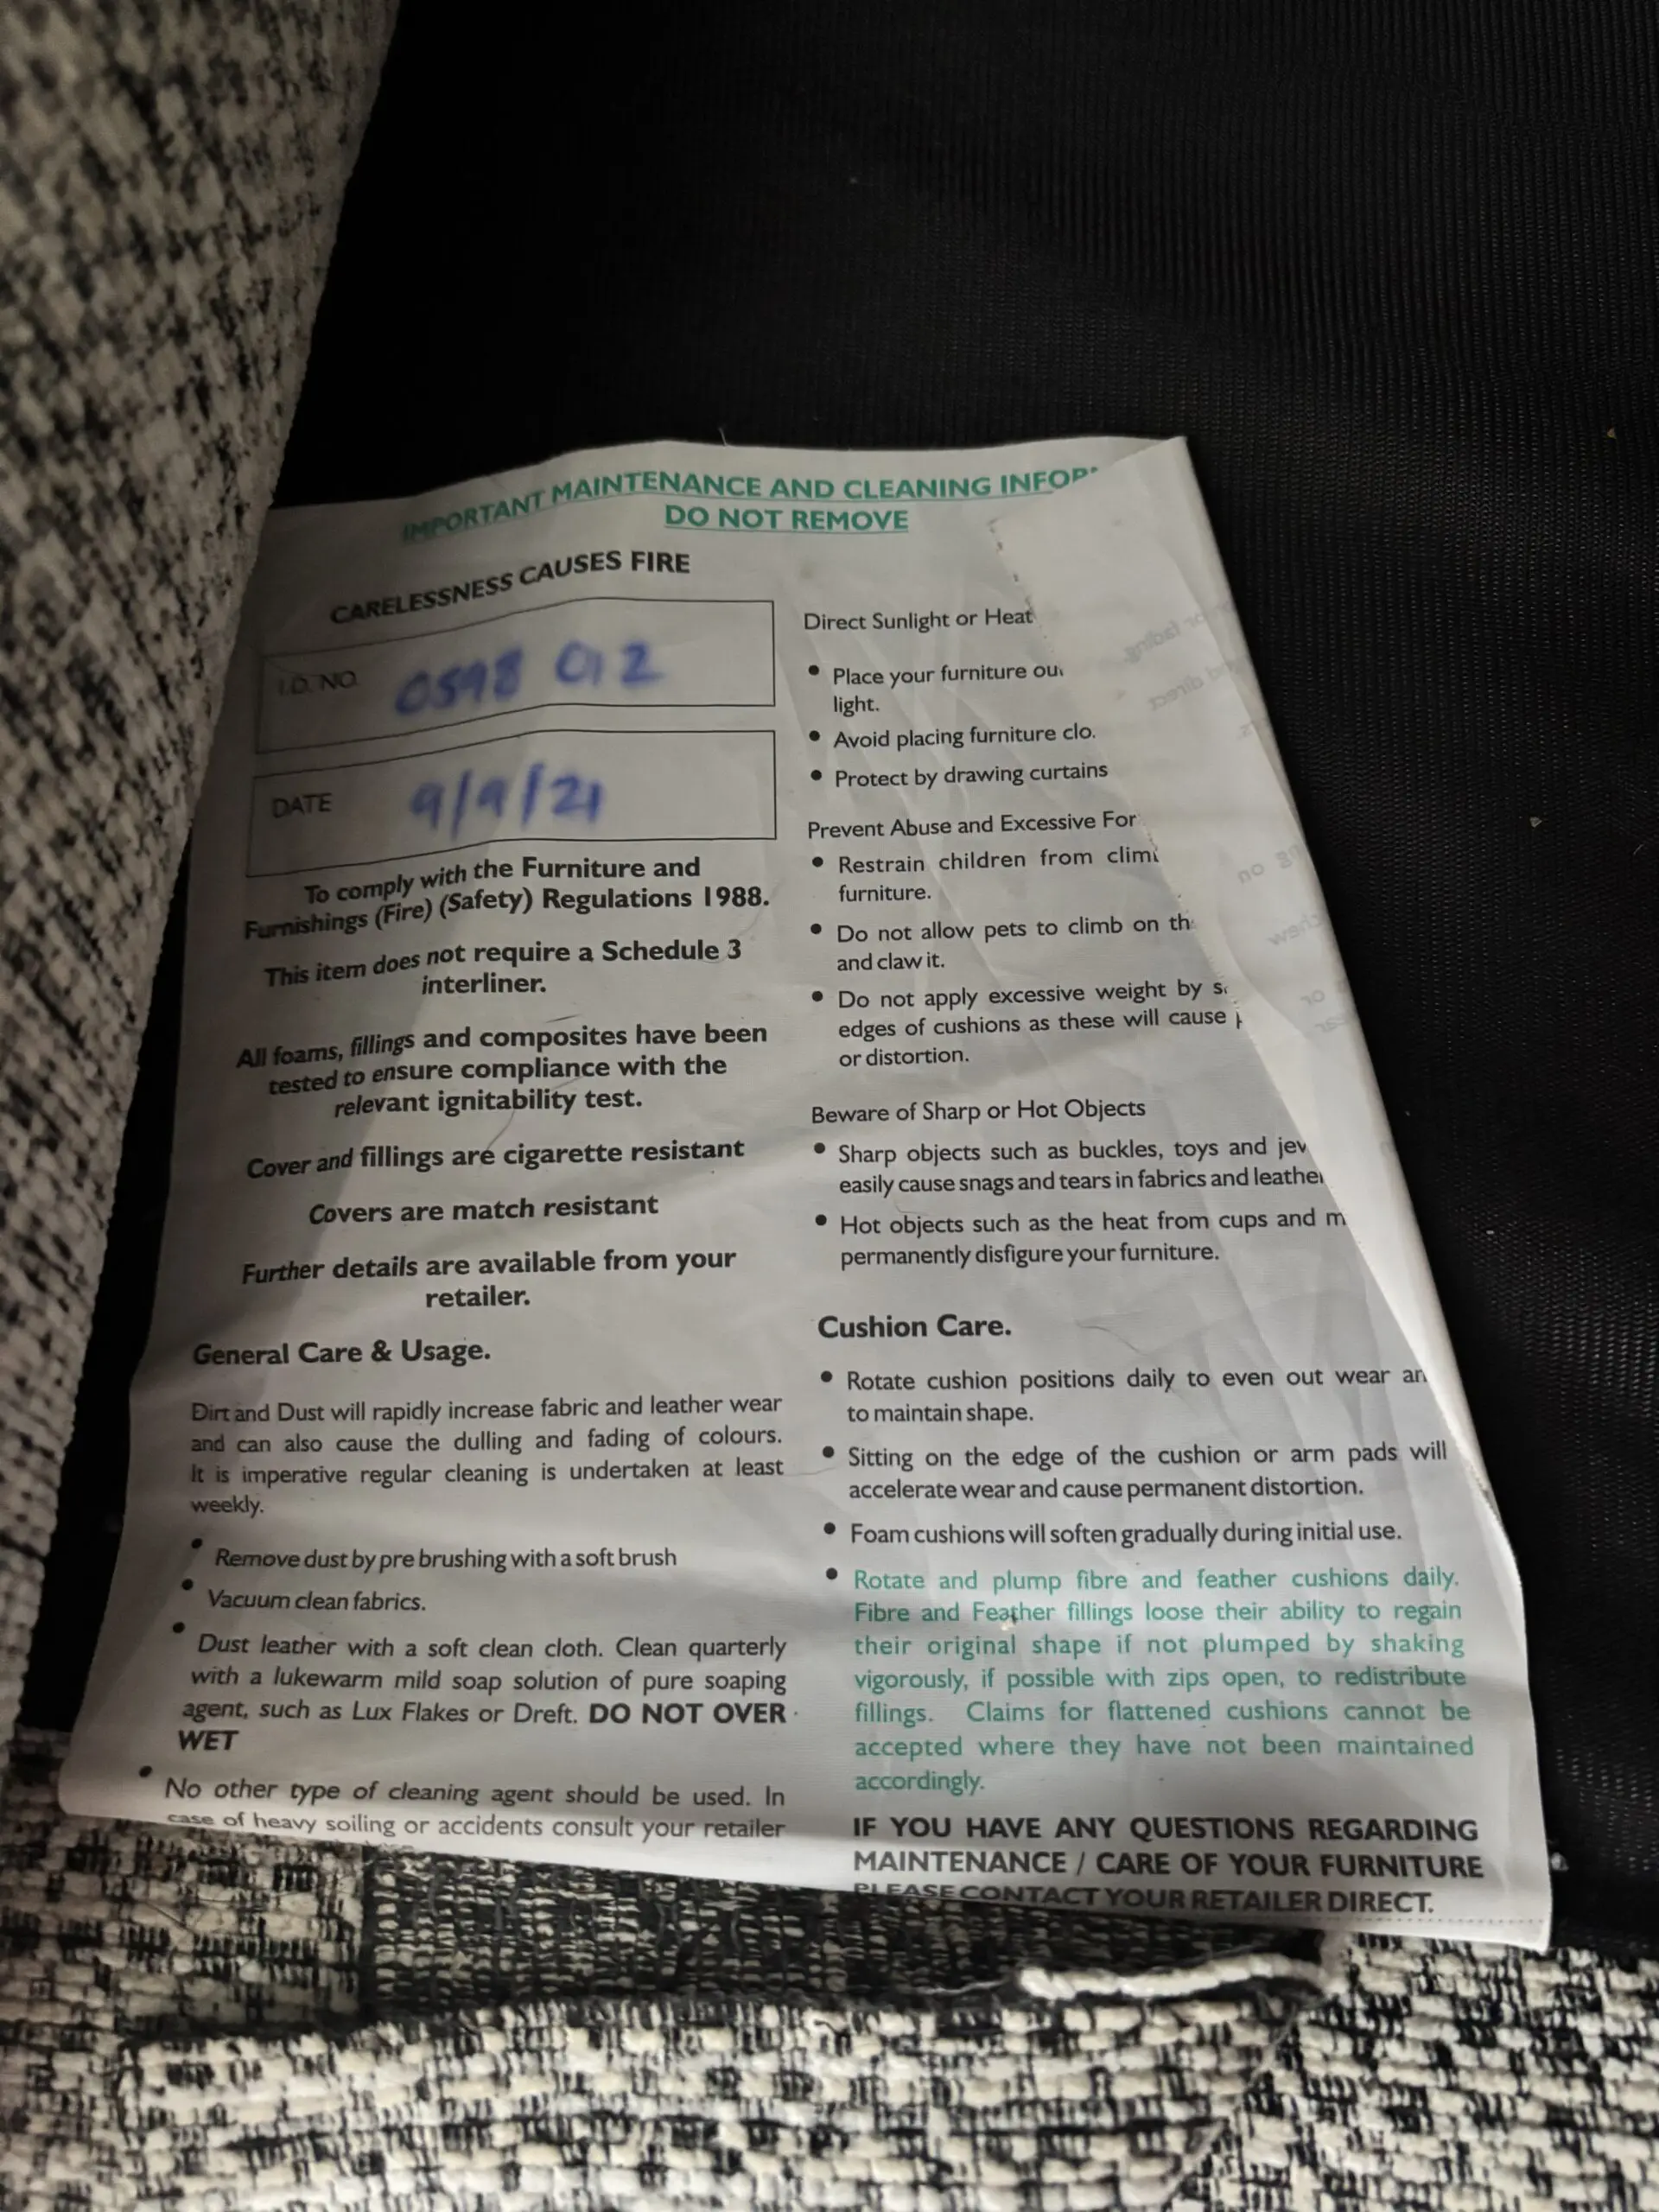 IMPORTANT MAINTENANCE AND CLEANING
DO NOT REMOVE
CARELESSNESS CAUSES FIRE
I.D. NO.
DATE 9/9/21
To comply with the Furniture and
Furnishings (Fire) (Safety) Regulations 1988.
This item does not require a Schedule 3
interliner.
All foams, fillings and composites have been
tested to ensure compliance with the
relevant ignitability test.
Cover and fillings are cigarette resistant
Covers are match resistant
Further details are available from your
retailer.
General Care & Usage.
Dirt and Dust will rapidly increase fabric and leather wear
and can also cause the dulling and fading of colours.
It is imperative regular cleaning is undertaken at least
weekly.
• Remove dust by pre brushing with a soft brush
• Vacuum clean fabrics.
• Dust leather with a soft clean cloth. Clean quarterly
with a lukewarm mild soap solution of pure soaping
agent, such as Lux Flakes or Dreft. DO NOT OVER
WET
• No other type of cleaning agent should be used. In
case of heavy soiling or accidents consult your retailer
Direct Sunlight or Heat
• Place your furniture
light.
• Avoid placing furniture
• Protect by drawing curtains
Prevent Abuse and Excessive
• Restrain children from
furniture.
• Do not allow pets to climb on
and claw it.
• Do not apply excessive weight by
edges of cushions as these will cause
or distortion.
Beware of Sharp or Hot Objects
• Sharp objects such as buckles, toys and
easily cause snags and tears in fabrics and
• Hot objects such as the heat from cups and
permanently disfigure your furniture.
Cushion Care.
• Rotate cushion positions daily to even out wear
to maintain shape.
• Sitting on the edge of the cushion or arm pads will
accelerate wear and cause permanent distortion.
• Foam cushions will soften gradually during initial use.
• Rotate and plump fibre and feather cushions daily.
Fibre and Feather fillings loose their ability to regain
their original shape if not plumped by shaking
vigorously, if possible with zips open, to redistribute
fillings. Claims for flattened cushions cannot be
accepted where they have not been maintained
accordingly.
IF YOU HAVE ANY QUESTIONS REGARDING
MAINTENANCE / CARE OF YOUR FURNITURE
PLEASE CONTACT YOUR RETAILER DIRECT.